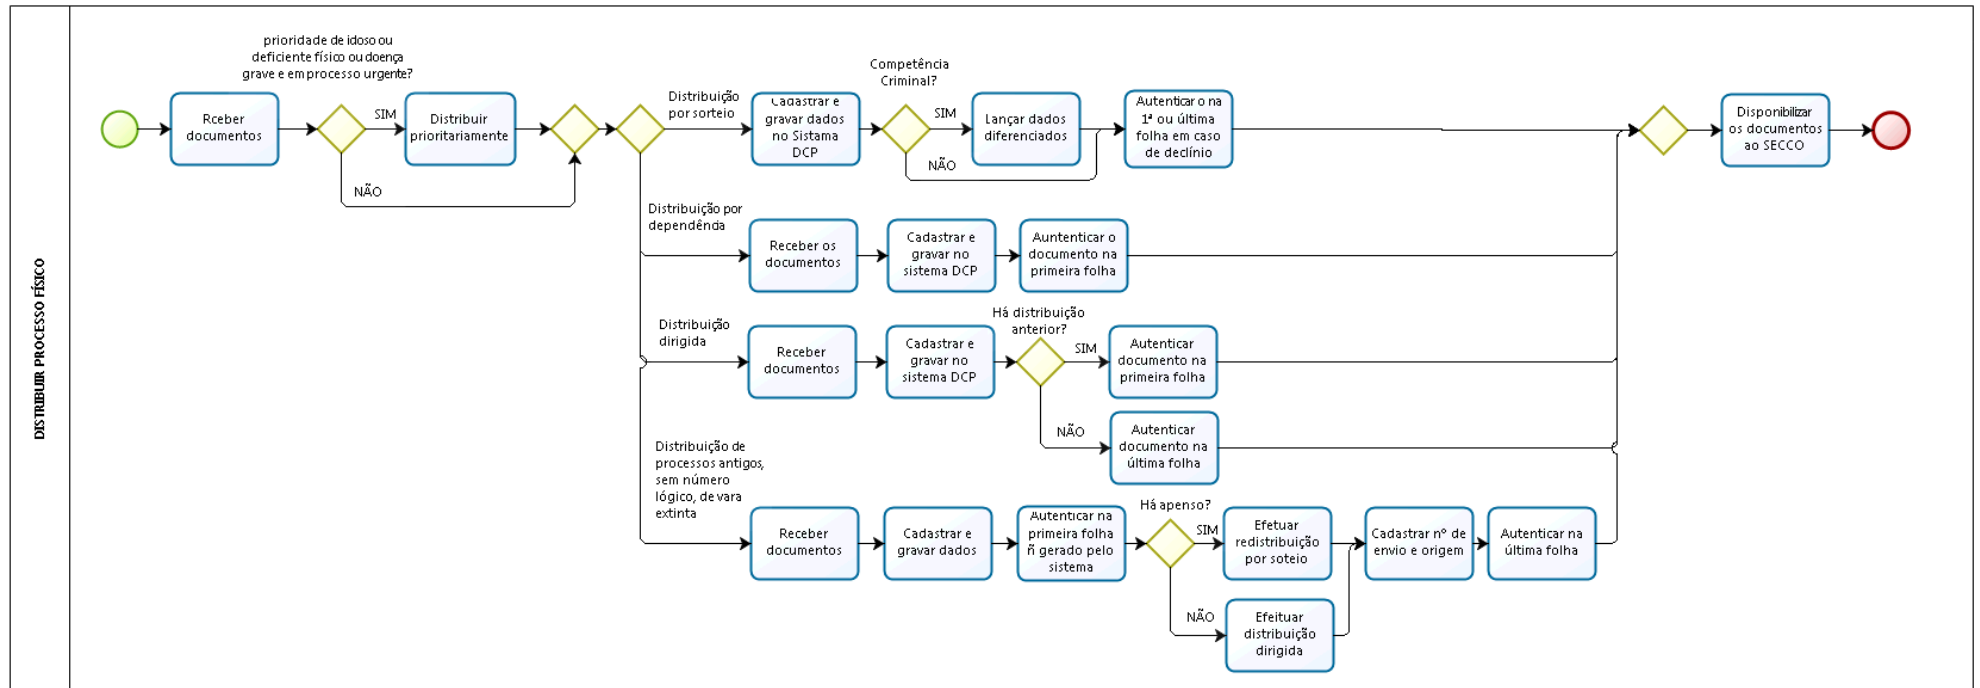 DISTRIBUIR PROCESSO FÍSICO
prioridade de idoso ou
deficiente físico ou doença
grave e em processo urgente?
Rceber
documentos
SIM
Distribuir
prioritariamente
NÃO
Distribuição
por sorteio
Cadastrar e
gravar dados
no Sistama
DCP
Competência
Criminal?
SIM
Lançar dados
diferenciados
NÃO
Autenticar o na
1ª ou última
folha em caso
de declínio
Disponibilizar
os documentos
ao SECCO
Distribuição por
dependência
Receber os
documentos
Cadastrar e
gravar no
sistema DCP
Auntenticar o
documento na
primeira folha
Distribuição
dirigida
Receber
documentos
Cadastrar e
gravar no
sistema DCP
Há distribuição
anterior?
SIM
Autenticar
documento na
primeira folha
NÃO
Autenticar
documento na
última folha
Distribuição de
processos antigos,
sem número
lógico, de vara
extinta
Receber
documentos
Cadastrar e
gravar dados
Autenticar na
primeira folha
ñ gerado pelo
sistema
Há apenso?
SIM
Efetuar
redistribuição
por soteio
Cadastrar nº de
envio e origem
Autenticar na
última folha
NÃO
Efeituar
distribuição
dirigida